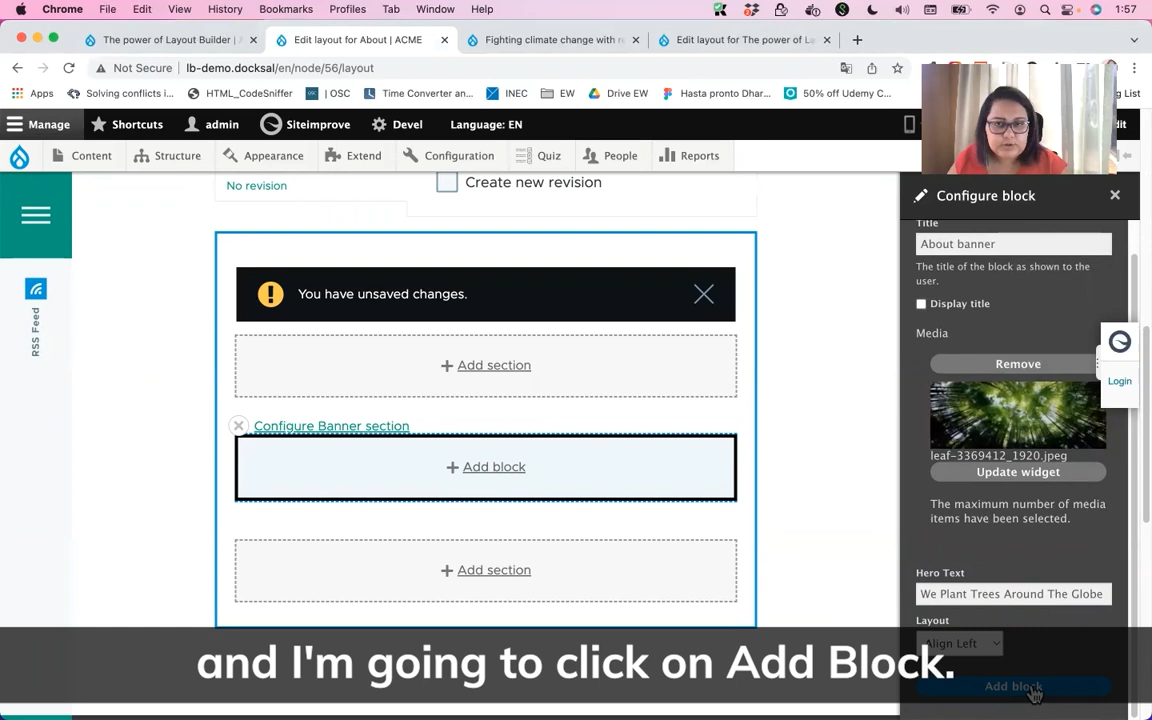 Chrome File Edit View History Bookmarks Profiles Tab Window Help 1:57
The power of Layout Builder | A
Edit layout for About | ACME
Fighting climate change with re
Edit layout for The power of La
Not Secure lb-demo.docksal/en/node/56/layout
Apps Solving conflicts i... HTML_CodeSniffer | OSC Time Converter an... INEC EW Drive EW Hasta pronto Dhar... 50% off Udemy C...
Manage Shortcuts admin Siteimprove Devel Language: EN
Content Structure Appearance Extend Configuration Quiz People Reports
No revision
Create new revision
RSS Feed
You have unsaved changes.
+ Add section
Configure Banner section
+ Add block
+ Add section
Configure block
Title
About banner
The title of the block as shown to the
user.
Display title
Media
Remove
leaf-3369412_1920.jpeg
Update widget
The maximum number of media
items have been selected.
Hero Text
We Plant Trees Around The Globe
Layout
Align Left
Add block
Login
and I'm going to click on Add Block.